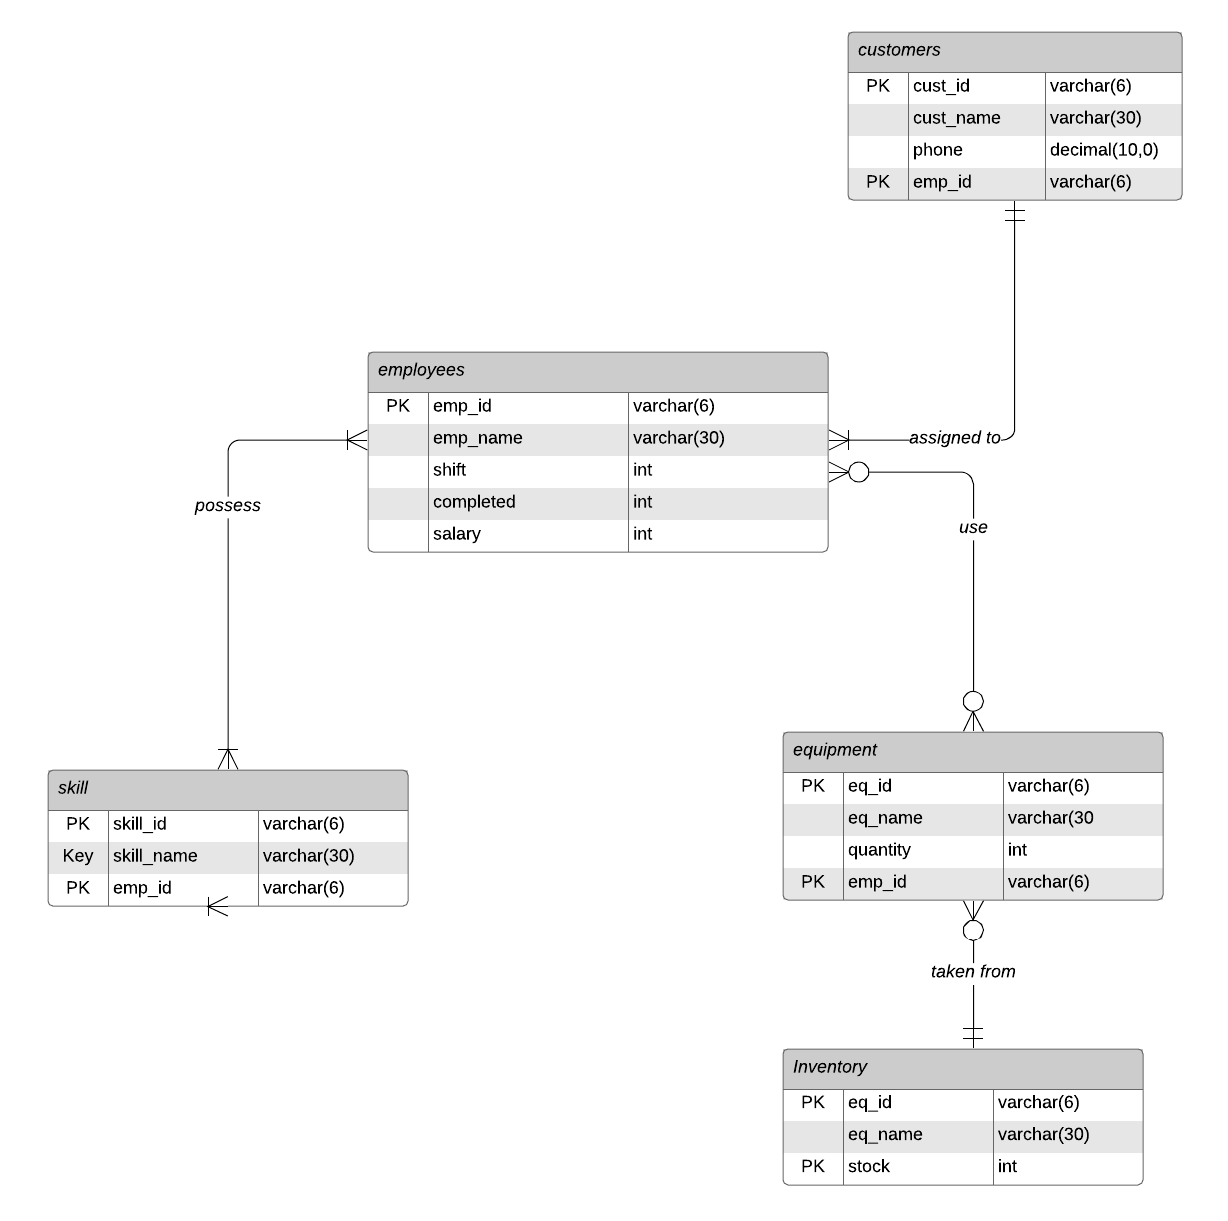 customers
PK cust_id varchar(6)
cust_name varchar(30)
phone decimal(10,0)
PK emp_id varchar(6)
employees
PK emp_id varchar(6)
emp_name varchar(30)
shift int
completed int
salary int
assigned to
possess
use
equipment
PK eq_id varchar(6)
eq_name varchar(30
quantity int
PK emp_id varchar(6)
skill
PK skill_id varchar(6)
Key skill_name varchar(30)
PK emp_id varchar(6)
taken from
Inventory
PK eq_id varchar(6)
eq_name varchar(30)
PK stock int